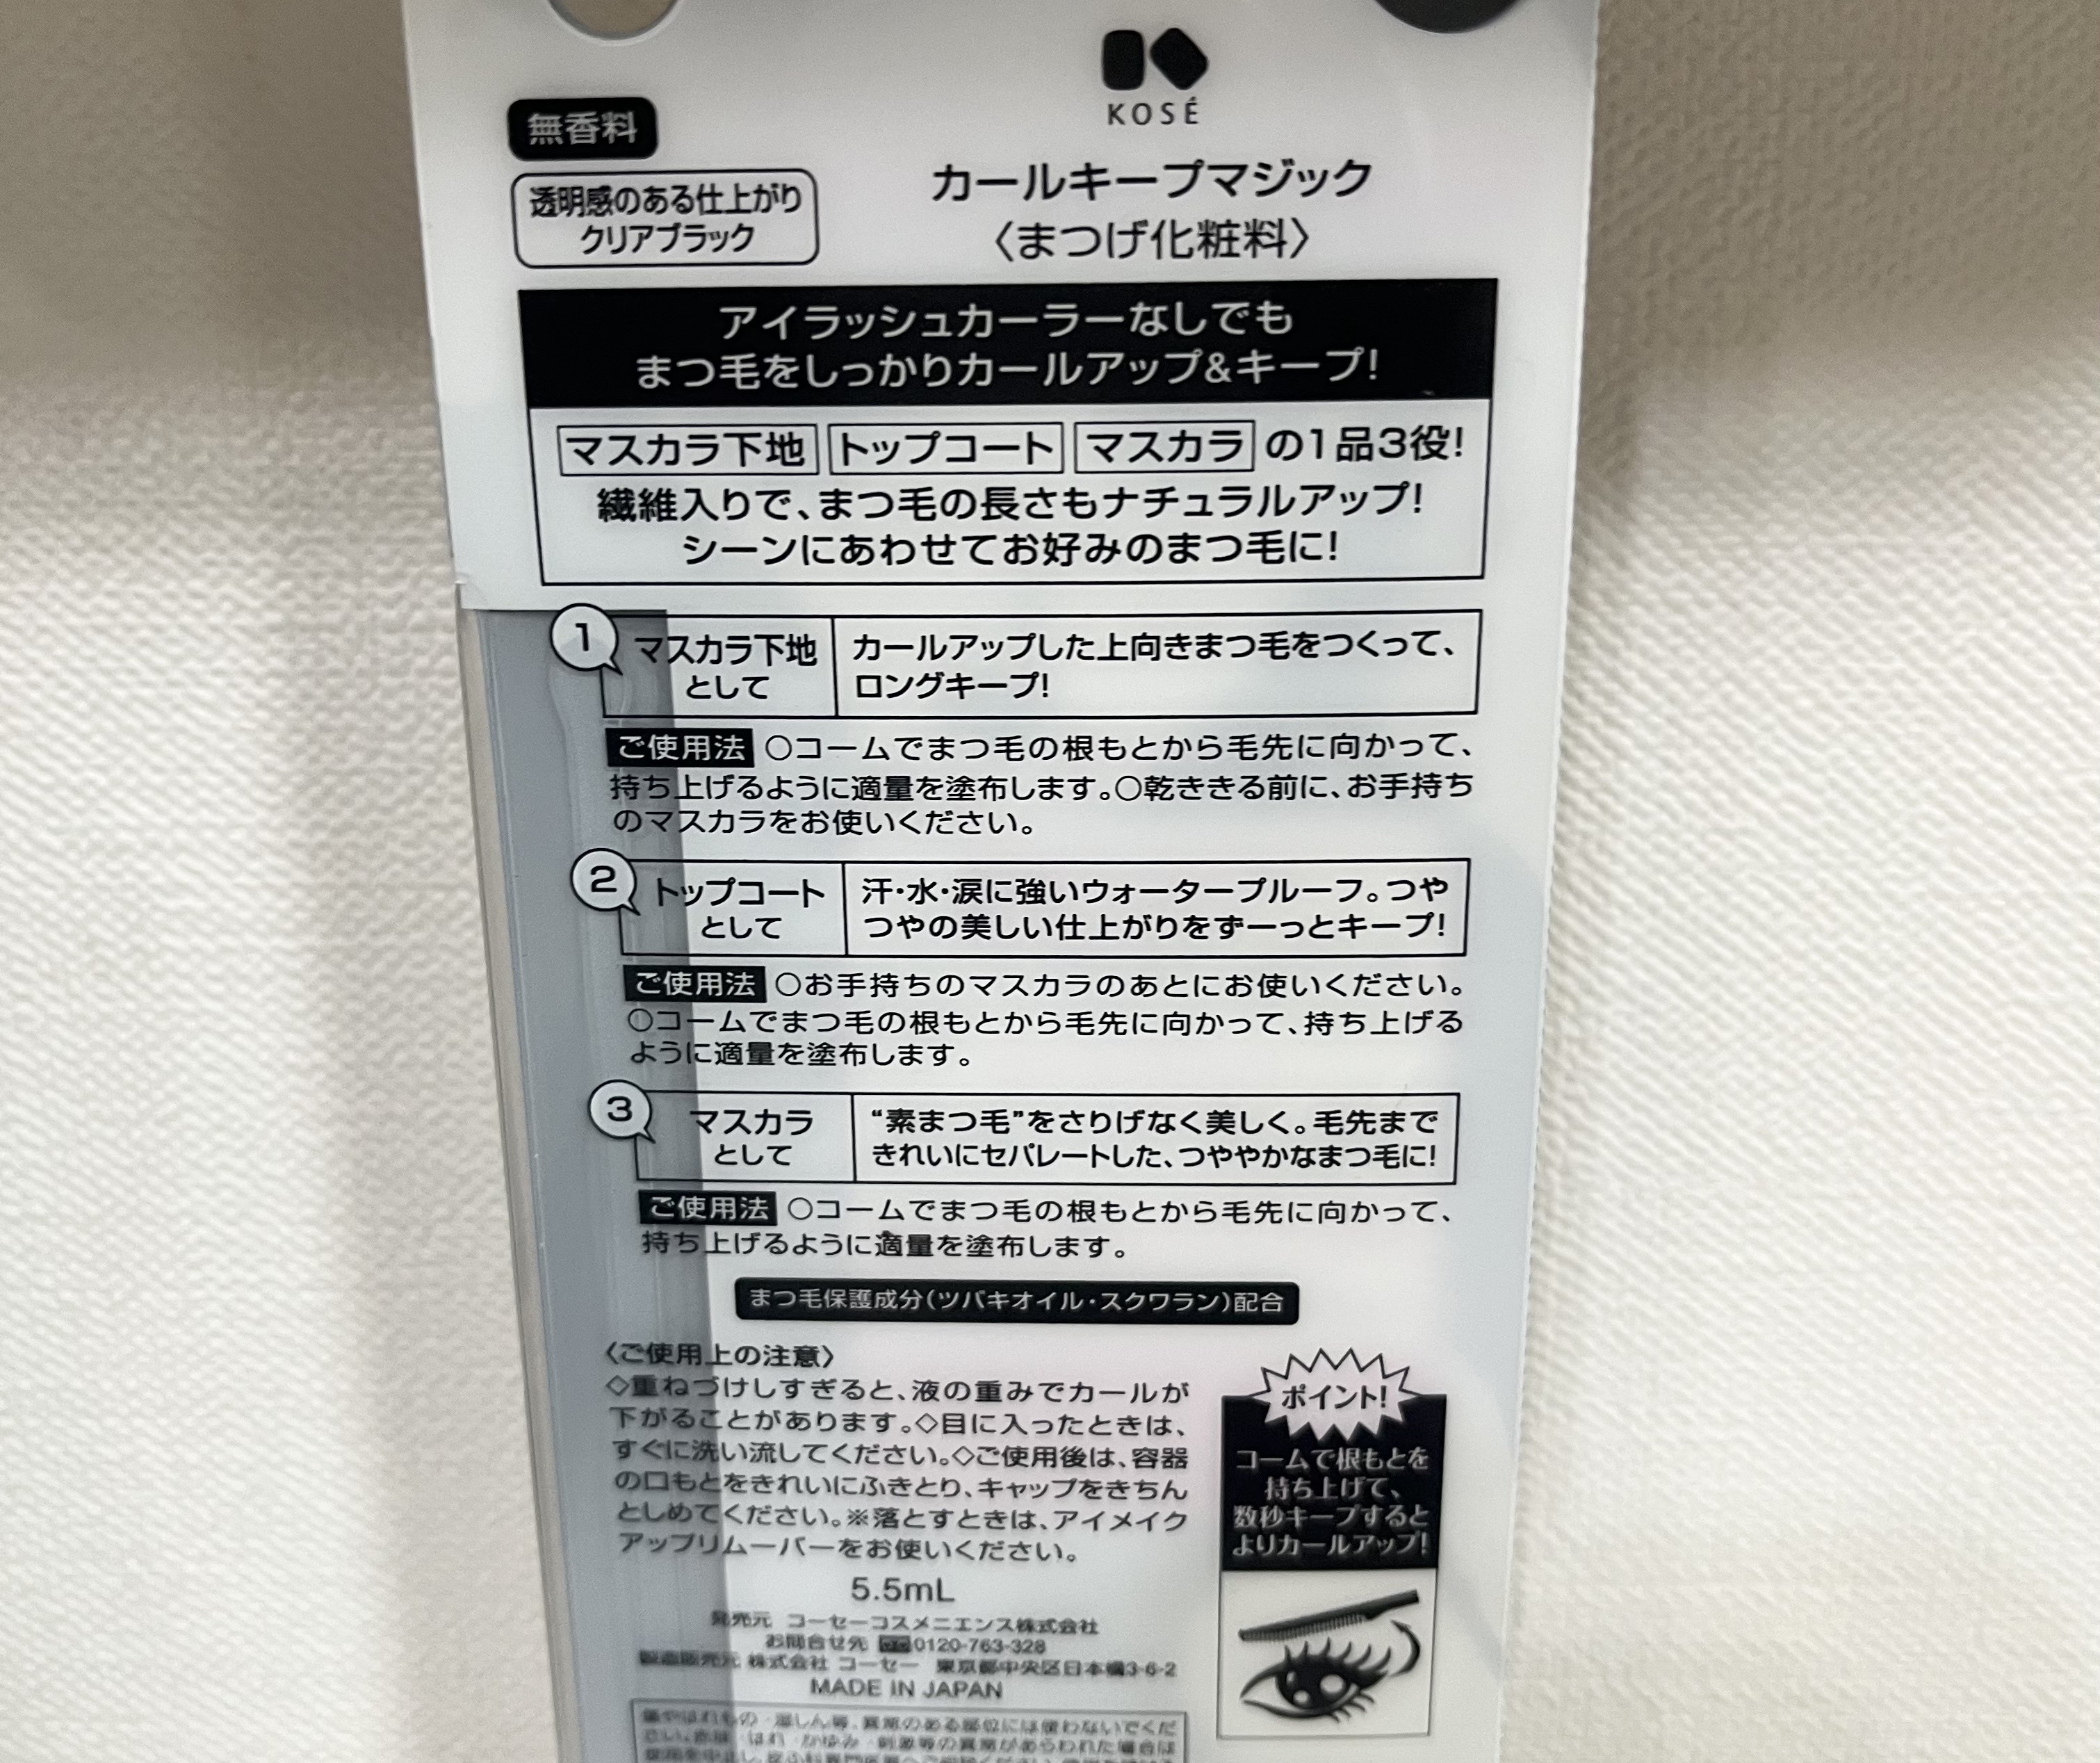 KOSÉ
無香料
透明感のある仕上がり
クリアブラック
カールキープマジック
〈まつげ化粧料〉
アイラッシュカーラーなしでも
まつ毛をしっかりカールアップ&キープ!
マスカラ下地 トップコート マスカラ の1品3役!
繊維入りで、まつ毛の長さもナチュラルアップ!
シーンにあわせてお好みのまつ毛に!
1 マスカラ下地
として
カールアップした上向きまつ毛をつくって、
ロングキープ!
ご使用法 ○コームでまつ毛の根もとから毛先に向かって、
持ち上げるように適量を塗布します。○乾ききる前に、お手持ち
のマスカラをお使いください。
2 トップコート
として
汗・水・涙に強いウォータープルーフ。つや
つやの美しい仕上がりをずーっとキープ!
ご使用法 ○お手持ちのマスカラのあとにお使いください。
○コームでまつ毛の根もとから毛先に向かって、持ち上げる
ように適量を塗布します。
3 マスカラ
として
“素まつ毛”をさりげなく美しく。毛先まで
きれいにセパレートした、つややかなまつ毛に!
ご使用法 ○コームでまつ毛の根もとから毛先に向かって、
持ち上げるように適量を塗布します。
まつ毛保護成分(ツバキオイル・スクワラン)配合
〈ご使用上の注意〉
◇重ねづけしすぎると、液の重みでカールが
下がることがあります。◇目に入ったときは、
すぐに洗い流してください。◇ご使用後は、容器
の口もとをきれいにふきとり、キャップをきちん
としめてください。※落とすときは、アイメイク
アップリムーバーをお使いください。
ポイント!
コームで根もとを
持ち上げて、
数秒キープすると
よりカールアップ!
5.5mL
発売元 コーセーコスメニエンス株式会社
お問合せ先 0120-763-328
製造販売元 株式会社 コーセー 東京都中央区日本橋3-6-2
MADE IN JAPAN